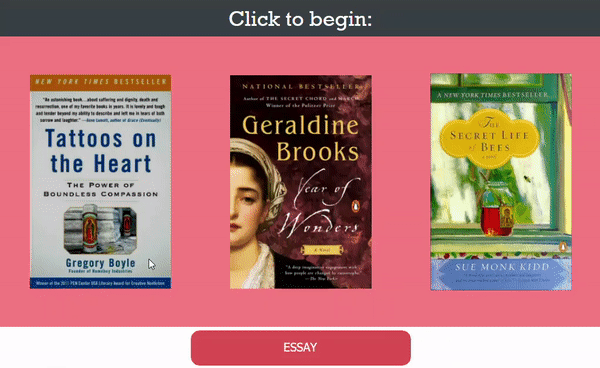 Click to begin:
NEW YORK TIMES BESTSELLER
"An astonishing book...about suffering and dignity, death and
resurrection, one of my favorite books in years. It is lovely and tough
and tender beyond my ability to describe and left me in tears of both
sorrow and laughter." —Anne Lamott, author of Grace (Eventually)
Tattoos on
the Heart
THE POWER OF
BOUNDLESS COMPASSION
Gregory Boyle
Founder of Homeboy Industries
Winner of the 2011 PEN Center USA Literary Award for Creative Nonfiction
NATIONAL BESTSELLER
Author of THE SECRET CHORD and MARCH
Winner of the Pulitzer Prize
Geraldine
Brooks
Year of
Wonders
A Novel
"A deep imaginative engagement with
how people are changed by catastrophe."
A NEW YORK TIMES BESTSELLER
The
SECRET LIFE
of BEES
a novel
SUE MONK KIDD
ESSAY